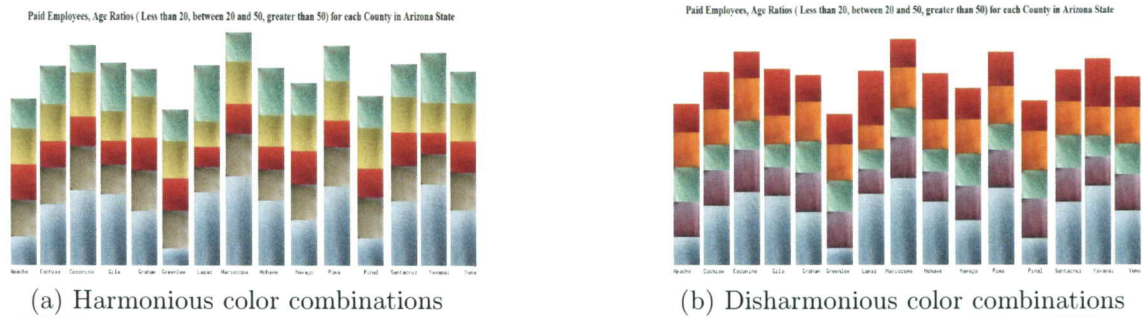 Paid Employees, Age Ratios ( Less than 20, between 20 and 50, greater than 50) for each County in Arizona State
Apache Cochise Coconino Gila Graham Greenlee Lapaz Maricopa Mohave Navajo Pima Pinal Santacruz Yavapai Yuma
(a) Harmonious color combinations
Paid Employees, Age Ratios ( Less than 20, between 20 and 50, greater than 50) for each County in Arizona State
Apache Cochise Coconino Gila Graham Greenlee Lapaz Maricopa Mohave Navajo Pima Pinal Santacruz Yavapai Yuma
(b) Disharmonious color combinations